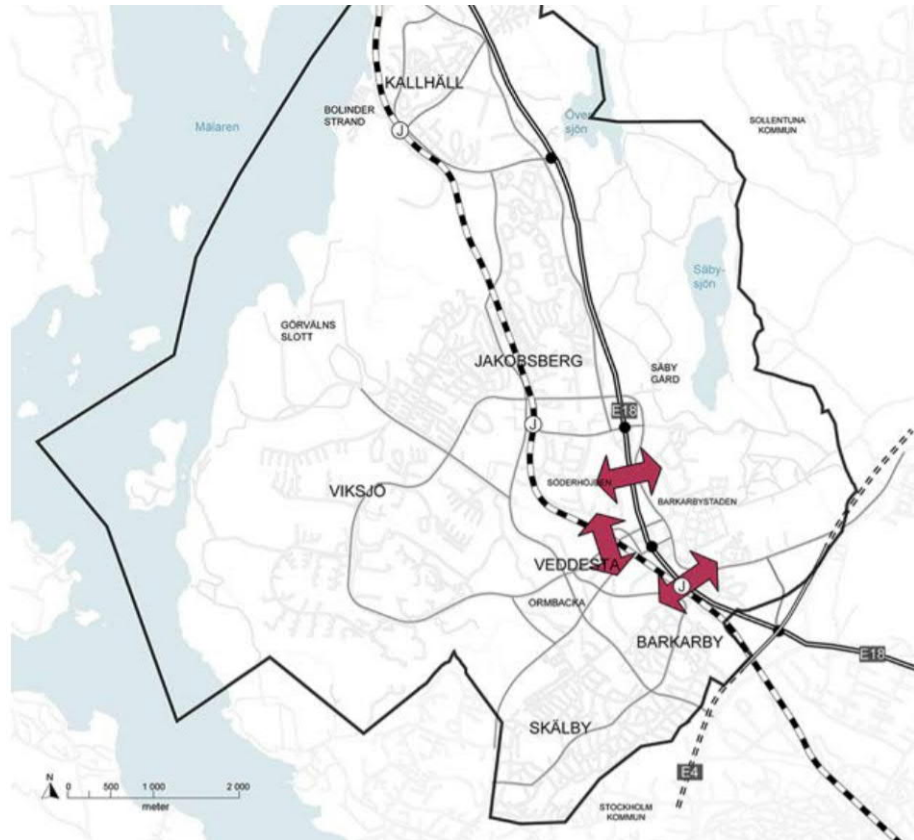 KALLHÄLL
BOLINDER
STRAND
Mälaren
Över
sjön
SOLLENTUNA
KOMMUN
J
Säby-
sjön
GÖRVÄLNS
SLOTT
JAKOBSBERG
SÄBY
GÅRD
E18
J
VIKSJÖ
SÖDERHÖJDEN
BARKARBYSTADEN
VEDDESTA
J
ORMBACKA
BARKARBY
E18
SKÄLBY
E4
N
0 500 1 000 2 000
meter
STOCKHOLM
KOMMUN